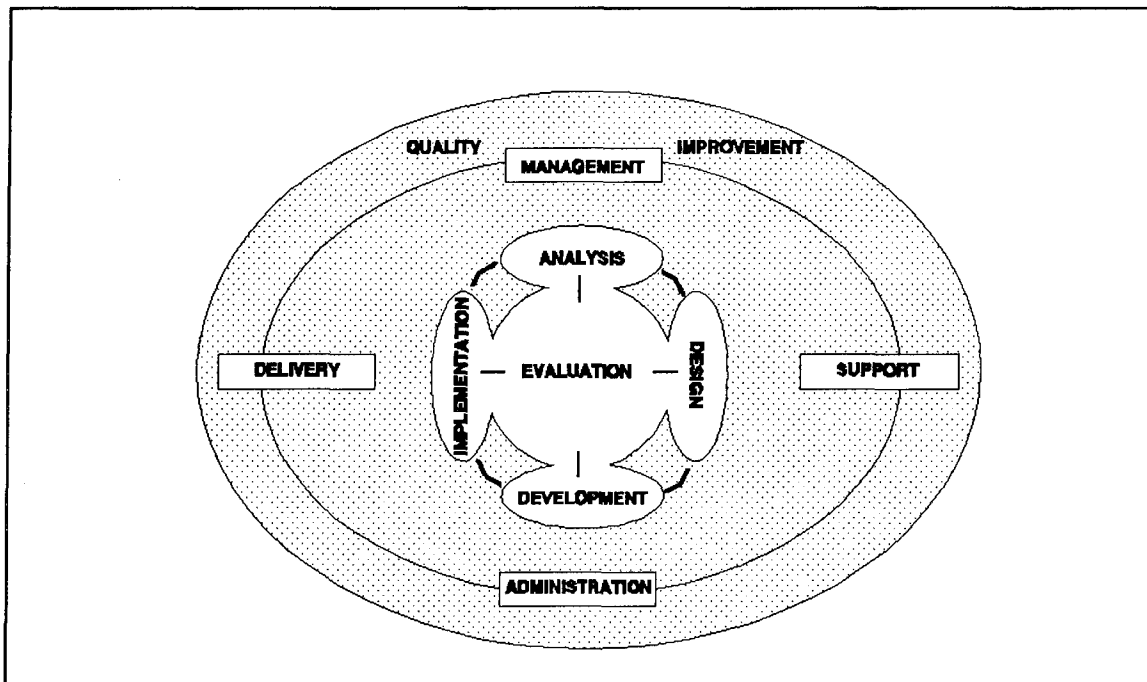 QUALITY IMPROVEMENT
MANAGEMENT
ANALYSIS
IMPLEMENTATION
DESIGN
DELIVERY
EVALUATION
SUPPORT
DEVELOPMENT
ADMINISTRATION